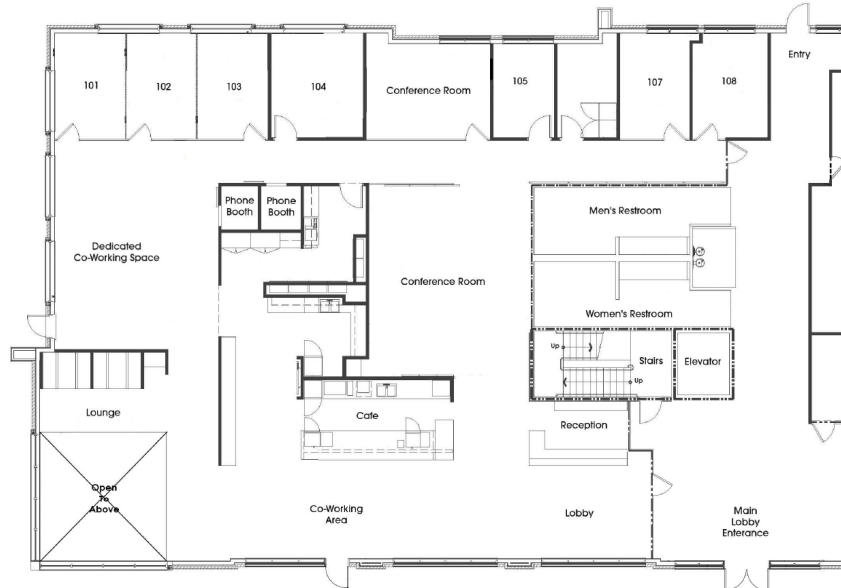 Entry
101
102
103
104
Conference Room
105
107
108
Phone
Booth
Phone
Booth
Men's Restroom
Dedicated
Co-Working Space
Conference Room
Women's Restroom
Up
Stairs
Elevator
Up
Lounge
Cafe
Reception
Open
To
Above
Co-Working
Area
Lobby
Main
Lobby
Entrance